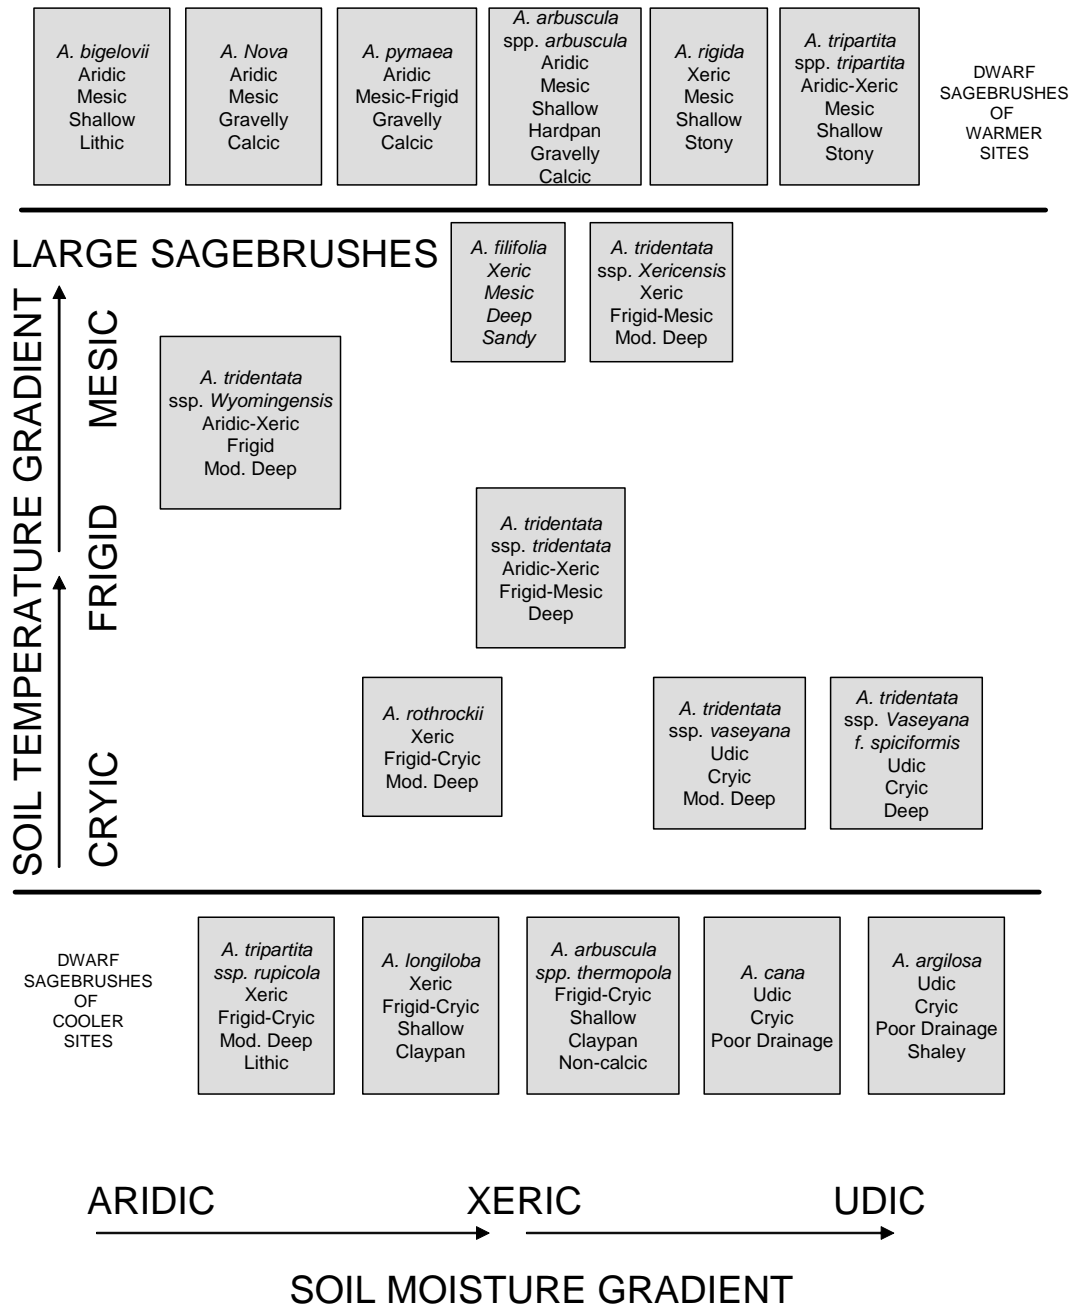 A. bigelovii
Aridic
Mesic
Shallow
Lithic
A. Nova
Aridic
Mesic
Gravelly
Calcic
A. pymaea
Aridic
Mesic-Frigid
Gravelly
Calcic
A. arbuscula
spp. arbuscula
Aridic
Mesic
Shallow
Hardpan
Gravelly
Calcic
A. rigida
Xeric
Mesic
Shallow
Stony
A. tripartita
spp. tripartita
Aridic-Xeric
Mesic
Shallow
Stony
DWARF
SAGEBRUSHES
OF
WARMER
SITES
LARGE SAGEBRUSHES
A. filifolia
Xeric
Mesic
Deep
Sandy
A. tridentata
ssp. Xericensis
Xeric
Frigid-Mesic
Mod. Deep
SOIL TEMPERATURE GRADIENT
MESIC
FRIGID
CRYIC
A. tridentata
ssp. Wyomingensis
Aridic-Xeric
Frigid
Mod. Deep
A. tridentata
ssp. tridentata
Aridic-Xeric
Frigid-Mesic
Deep
A. rothrockii
Xeric
Frigid-Cryic
Mod. Deep
A. tridentata
ssp. vaseyana
Udic
Cryic
Mod. Deep
A. tridentata
ssp. Vaseyana
f. spiciformis
Udic
Cryic
Deep
DWARF
SAGEBRUSHES
OF
COOLER
SITES
A. tripartita
ssp. rupicola
Xeric
Frigid-Cryic
Mod. Deep
Lithic
A. longiloba
Xeric
Frigid-Cryic
Shallow
Claypan
A. arbuscula
spp. thermopola
Frigid-Cryic
Shallow
Claypan
Non-calcic
A. cana
Udic
Cryic
Poor Drainage
A. argilosa
Udic
Cryic
Poor Drainage
Shaley
ARIDIC
XERIC
UDIC
SOIL MOISTURE GRADIENT